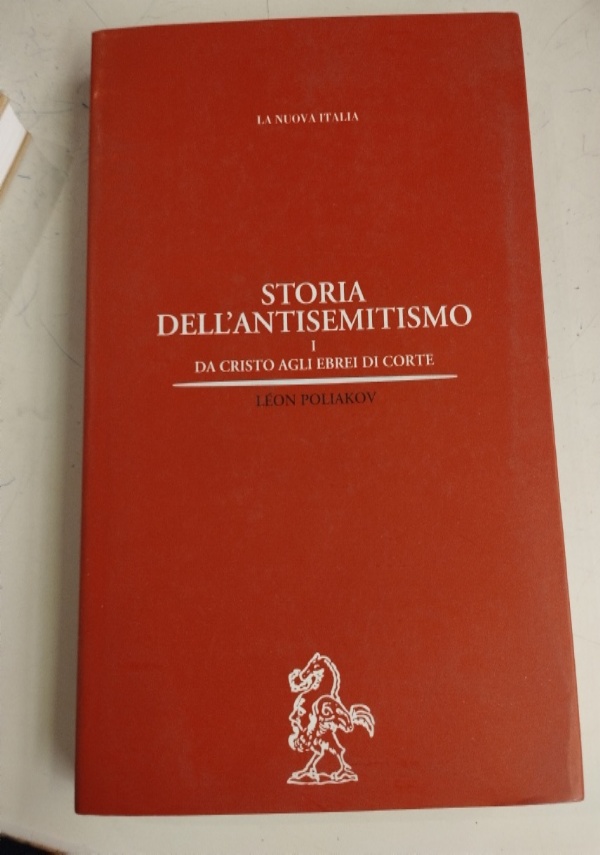 LA NUOVA ITALIA
STORIA
DELL'ANTISEMITISMO
I
DA CRISTO AGLI EBREI DI CORTE
LÉON POLIAKOV